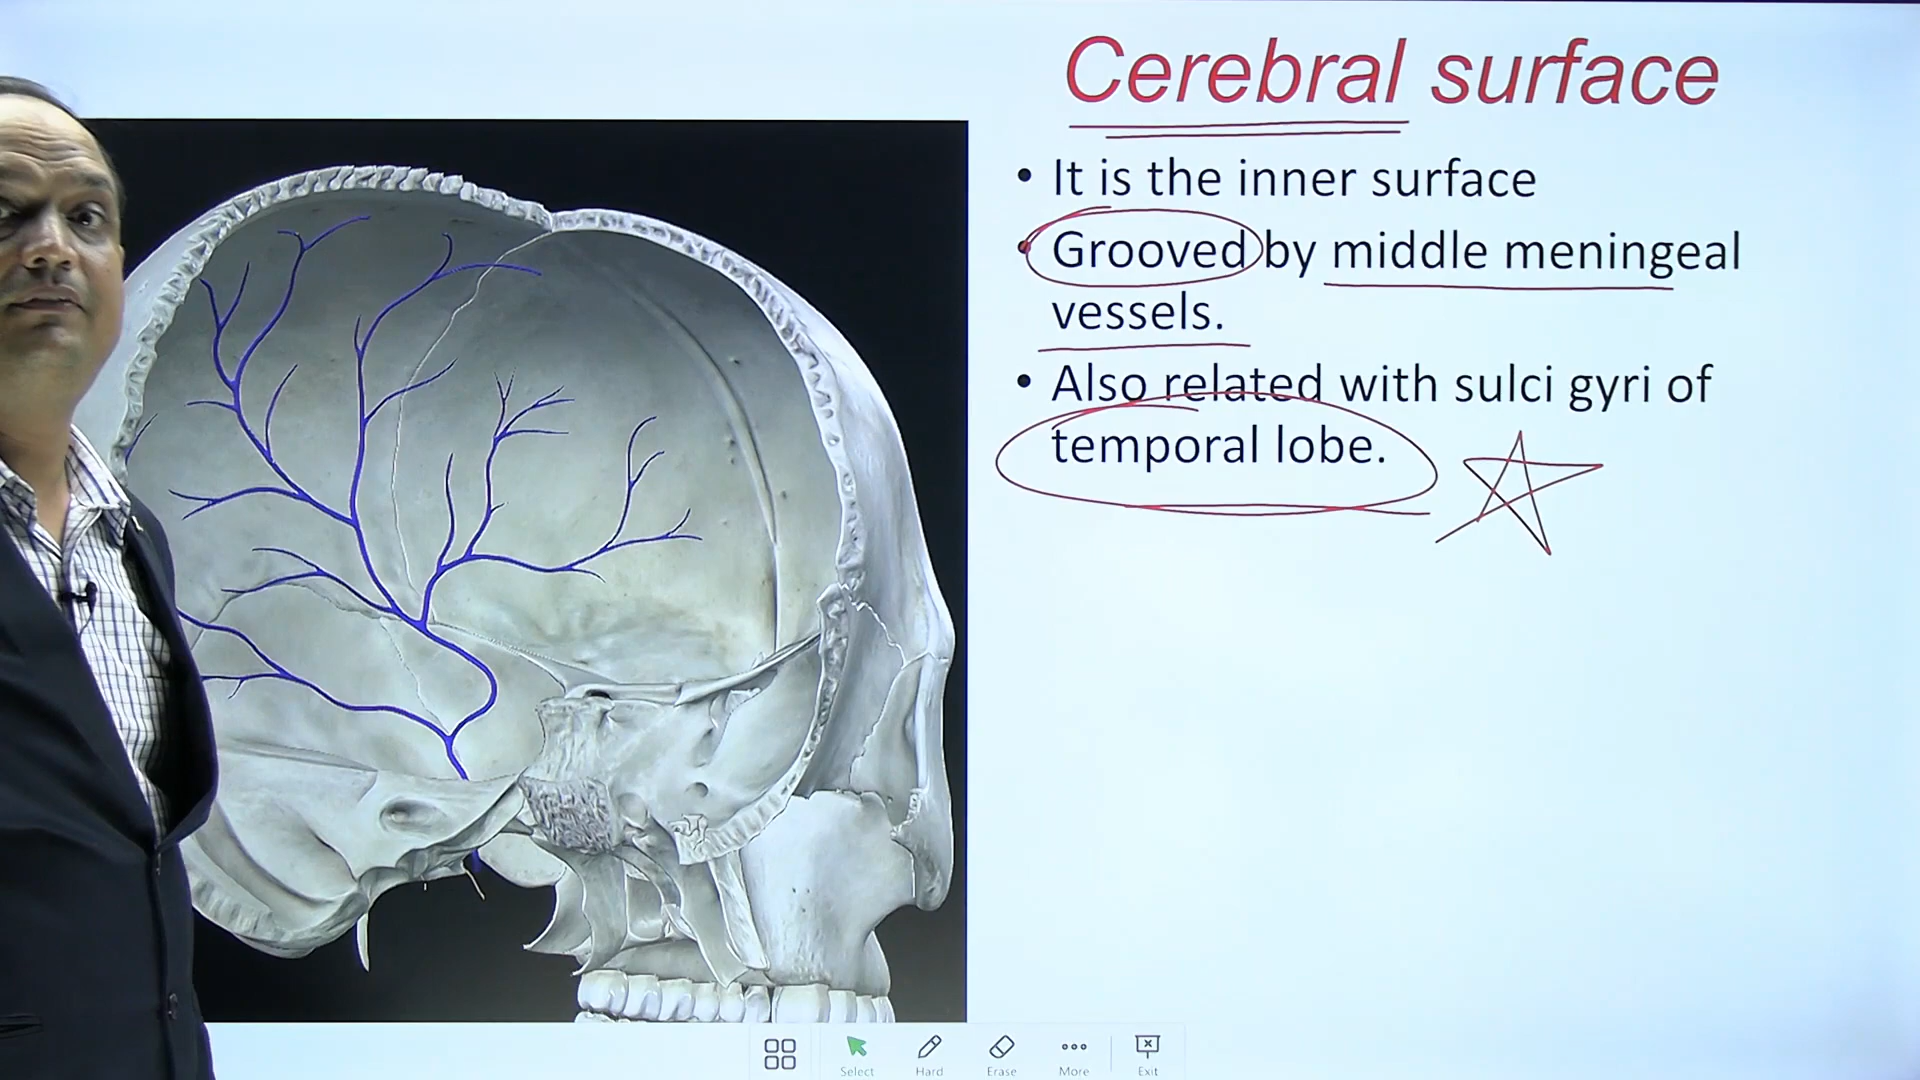 Cerebral surface
• It is the inner surface
• Grooved by middle meningeal
vessels.
• Also related with sulci gyri of
temporal lobe.
Select Hard Erase More Exit